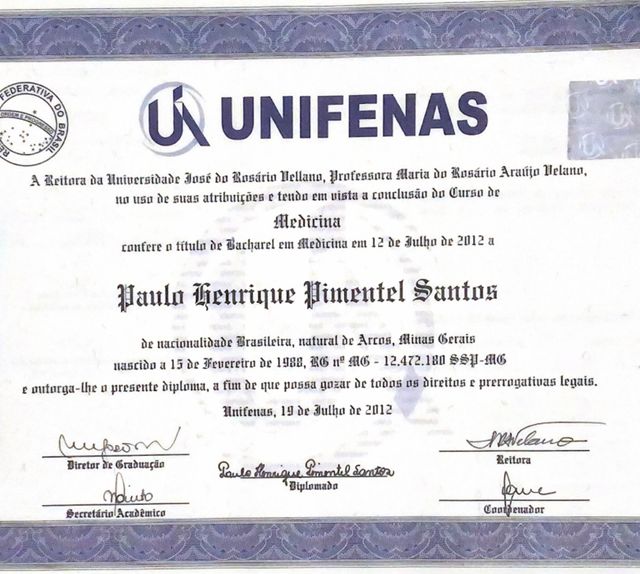 FEDERATIVA DO BRASIL
ORDEM E PROGRESSO
UNIFENAS
A Reitora da Universidade José do Rosário Vellano, Professora Maria do Rosário Araújo Velano,
no uso de suas atribuições e tendo em vista a conclusão do Curso de
Medicina
confere o título de Bacharel em Medicina em 12 de Julho de 2012 a
Paulo Henrique Pimentel Santos
de nacionalidade Brasileira, natural de Arcos, Minas Gerais
nascido a 15 de Fevereiro de 1988, RG nº MG - 12.472.180 SSP-MG
e outorga-lhe o presente diploma, a fim de que possa gozar de todos os direitos e prerrogativas legais.
Unifenas, 19 de Julho de 2012
Diretor de Graduação
Reitora
Paulo Henrique Pimentel Santos
Diplomado
Secretário Acadêmico
Coordenador